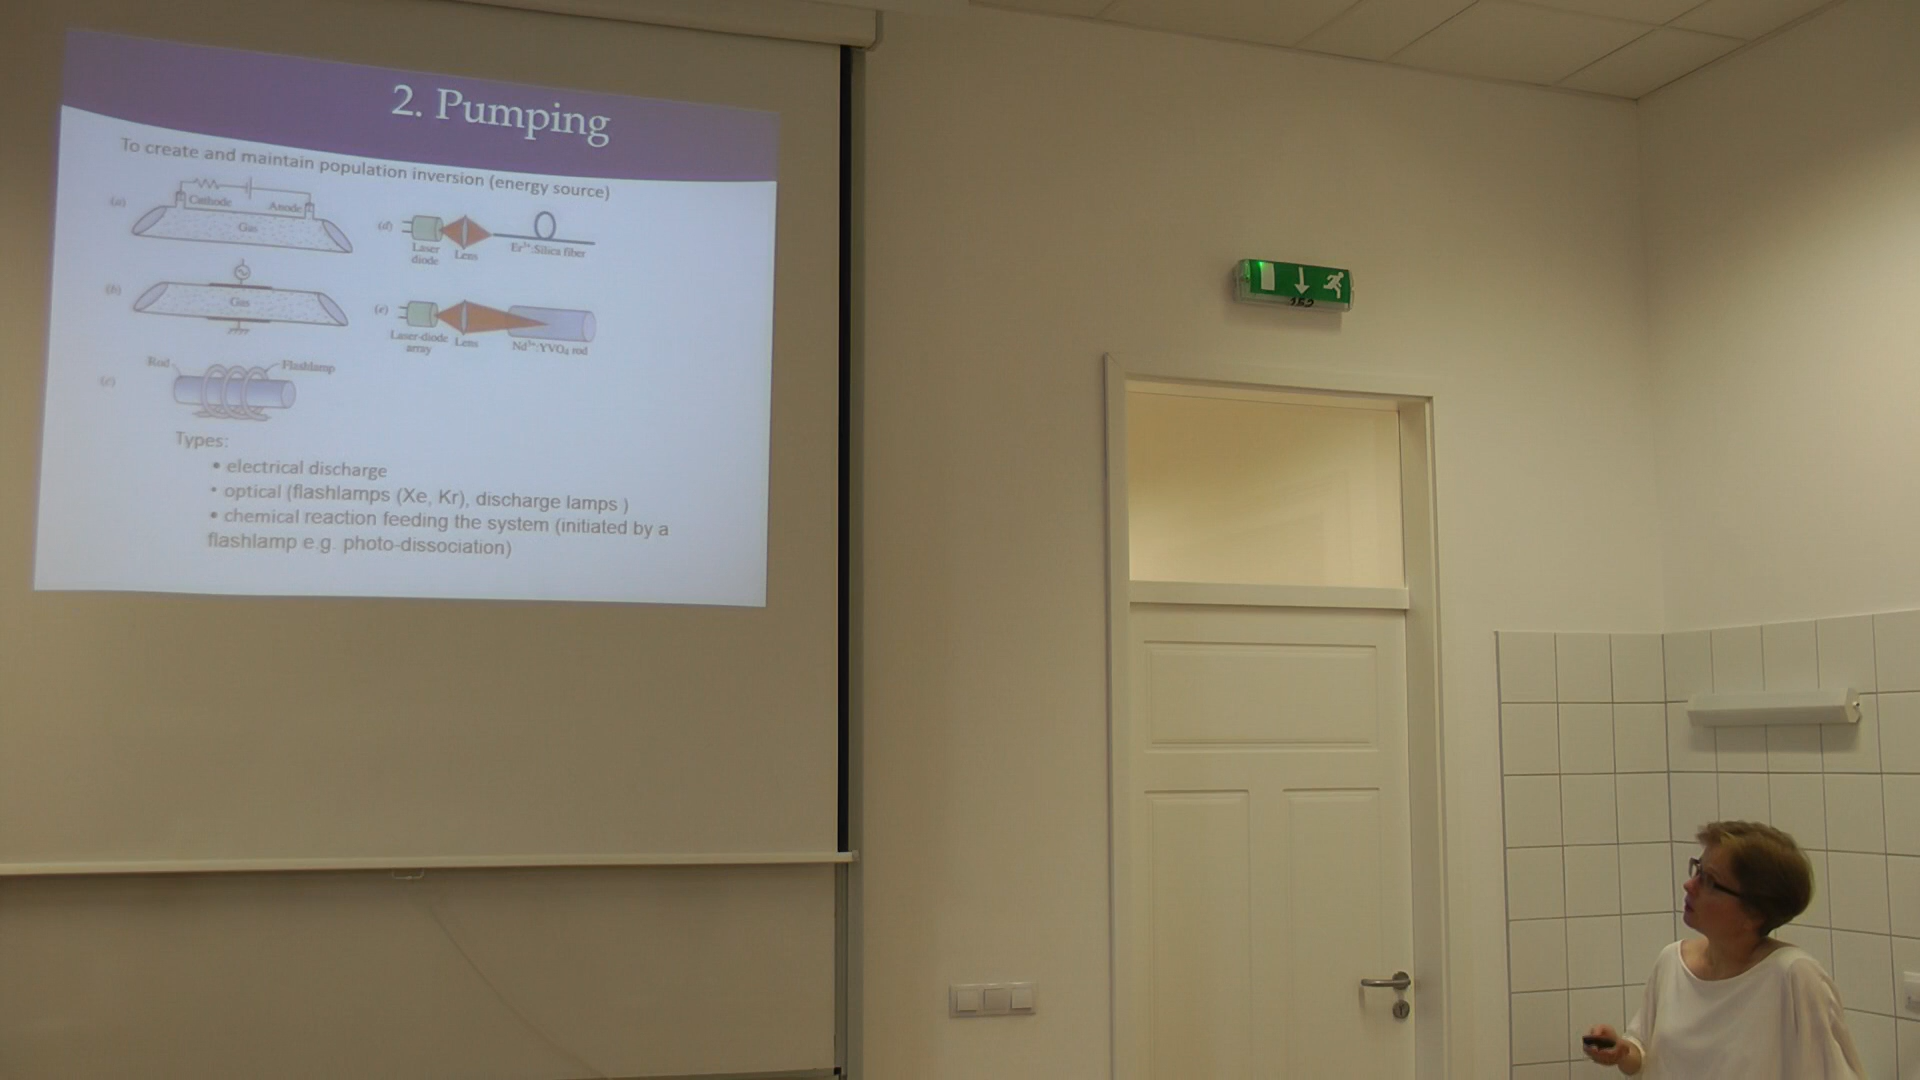 2. Pumping
To create and maintain population inversion (energy source)
(a)
Cathode
Anode
Gas
(b)
Gas
(c)
Rod
Flashlamp
(d)
Laser
diode
Lens
Er³⁺:Silica fiber
(e)
Laser-diode
array
Lens
Nd³⁺:YVO₄ rod
Types:
• electrical discharge
• optical (flashlamps (Xe, Kr), discharge lamps )
• chemical reaction feeding the system (initiated by a
flashlamp e.g. photo-dissociation)